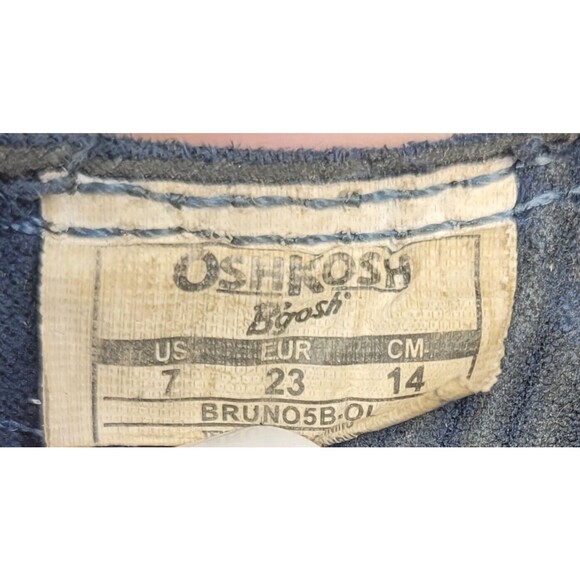 OSHKOSH
B'gosh
US EUR CM
7 23 14
BRUNO5B-OL